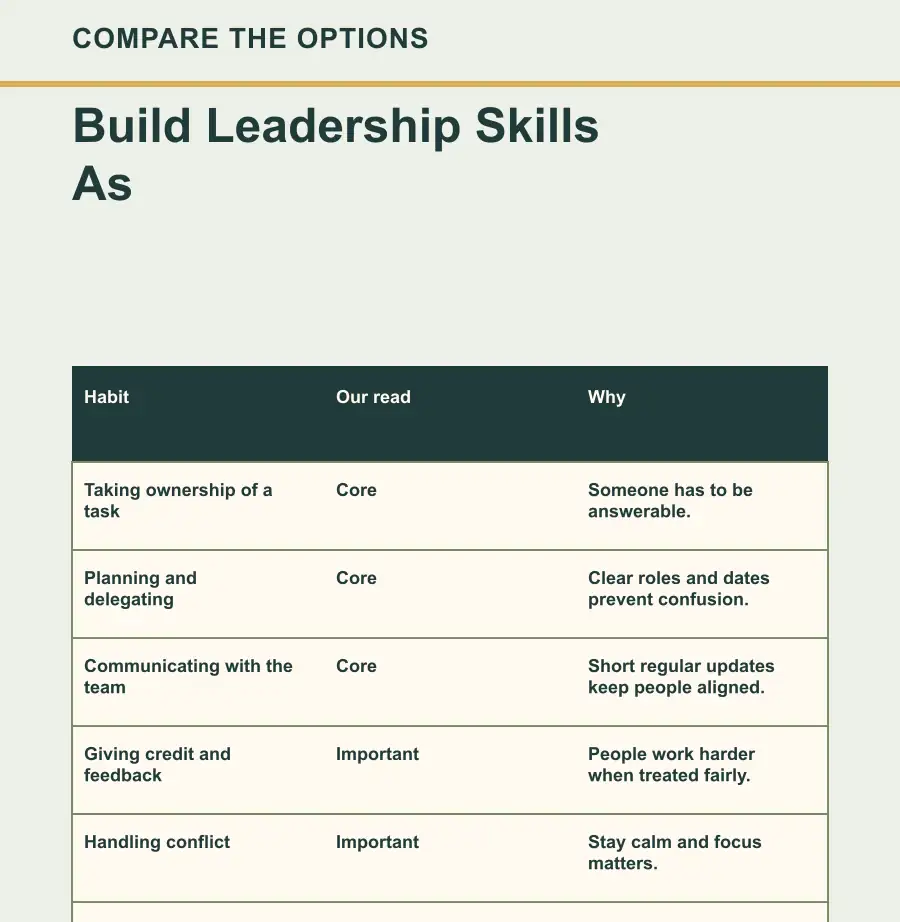 COMPARE THE OPTIONS
Build Leadership Skills
As
Habit Our read Why
Taking ownership of a Core Someone has to be
task answerable.
Planning and Core Clear roles and dates
delegating prevent confusion.
Communicating with the Core Short regular updates
team keep people aligned.
Giving credit and Important People work harder
feedback when treated fairly.
Handling conflict Important Stay calm and focus
matters.